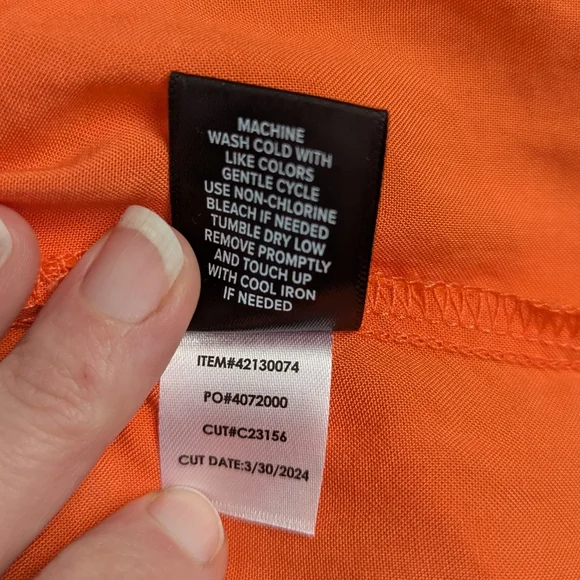 MACHINE
WASH COLD WITH
LIKE COLORS
GENTLE CYCLE
USE NON-CHLORINE
BLEACH IF NEEDED
TUMBLE DRY LOW
REMOVE PROMPTLY
AND TOUCH UP
WITH COOL IRON
IF NEEDED
ITEM#42130074
PO#4072000
CUT#C23156
CUT DATE:3/30/2024